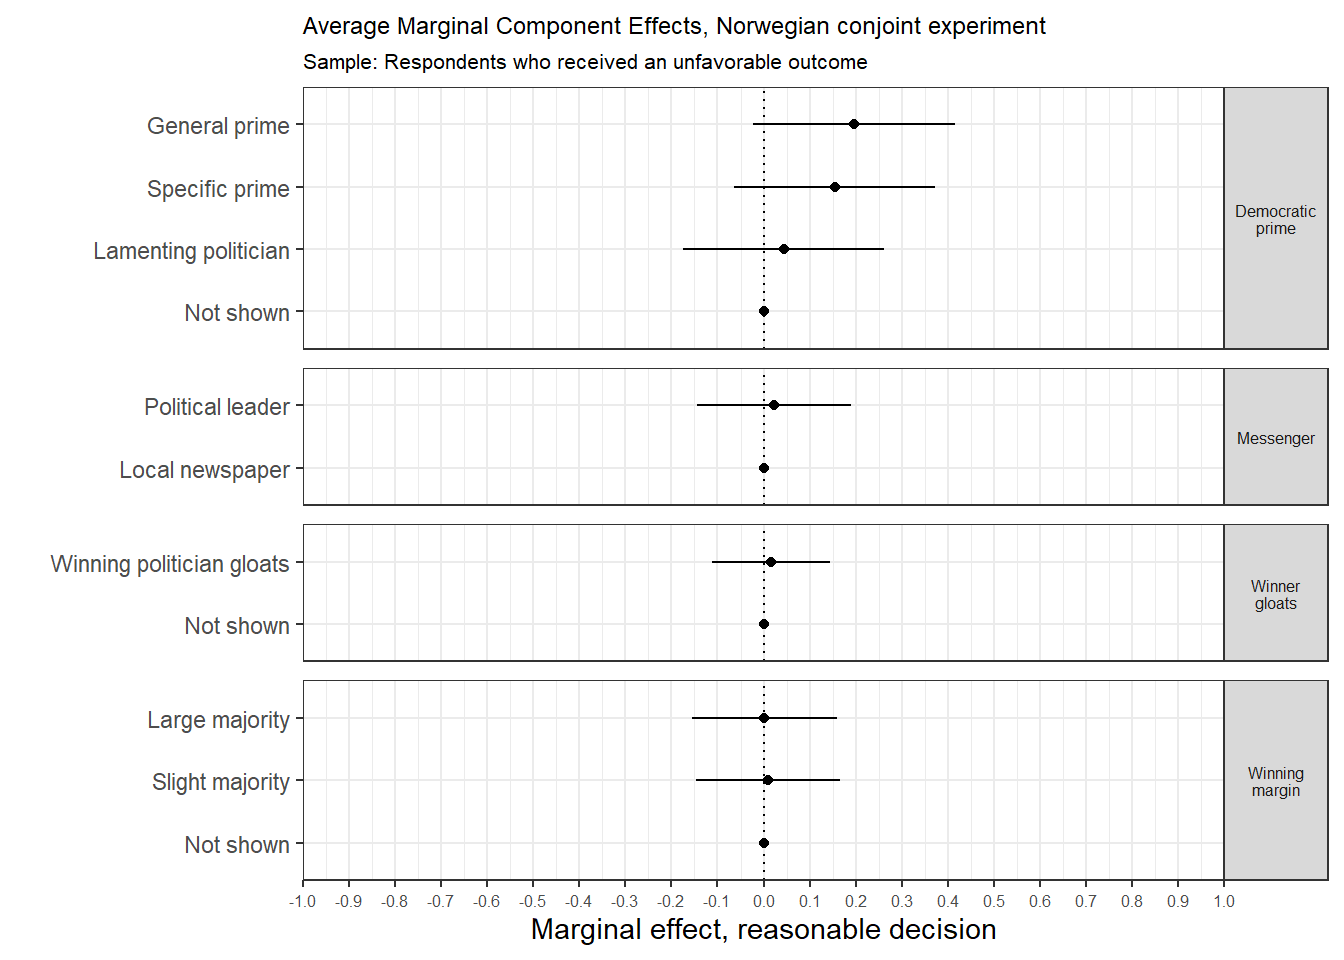 Average Marginal Component Effects, Norwegian conjoint experiment
Sample: Respondents who received an unfavorable outcome
General prime
Specific prime
Lamenting politician
Not shown
Democratic
prime
Political leader
Local newspaper
Messenger
Winning politician gloats
Not shown
Winner
gloats
Large majority
Slight majority
Not shown
Winning
margin
-1.0 -0.9 -0.8 -0.7 -0.6 -0.5 -0.4 -0.3 -0.2 -0.1 0.0 0.1 0.2 0.3 0.4 0.5 0.6 0.7 0.8 0.9 1.0
Marginal effect, reasonable decision